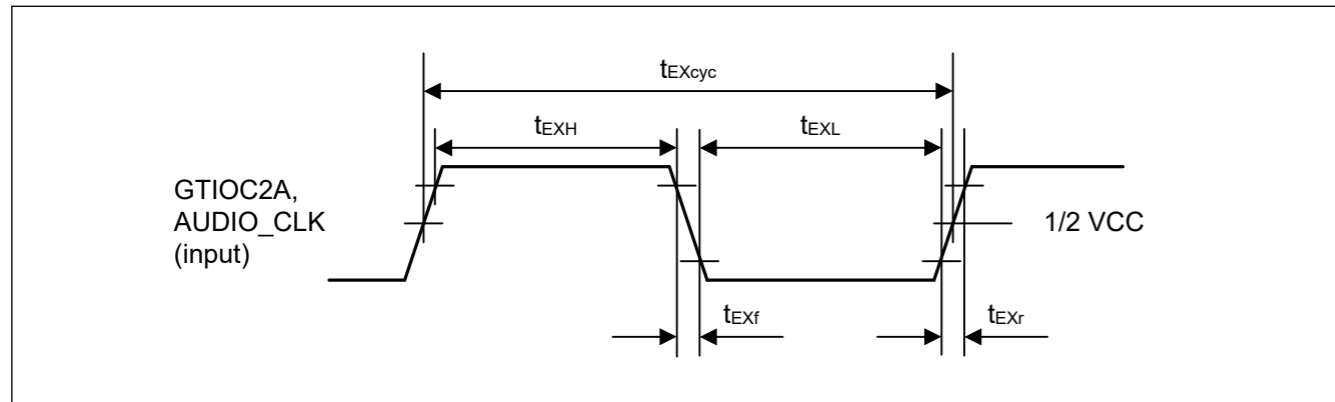 tEXcyc
tEXH
tEXL
GTIOC2A,
AUDIO_CLK
(input)
1/2 VCC
tEXf
tEXr